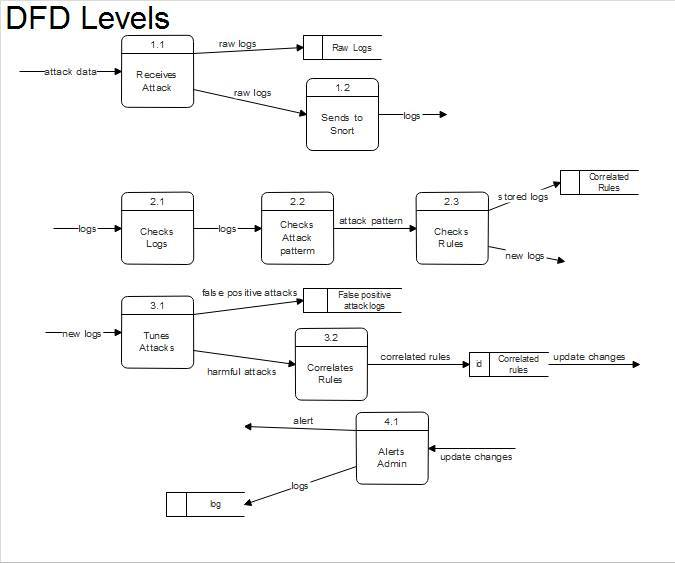 DFD Levels
1.1
raw logs
Raw Logs
attack data
Receives
Attack
1.2
raw logs
Sends to
Snort
logs
Correlated
Rules
2.1
2.2
2.3
stored logs
logs
Checks
Logs
logs
Checks
Attack
patterm
attack pattern
Checks
Rules
new logs
3.1
false positive attacks
False positive
attack logs
new logs
Tunes
Attacks
3.2
harmful attacks
Correlates
Rules
correlated rules
id
Correlated
rules
update changes
alert
4.1
Alerts
Admin
update changes
logs
log